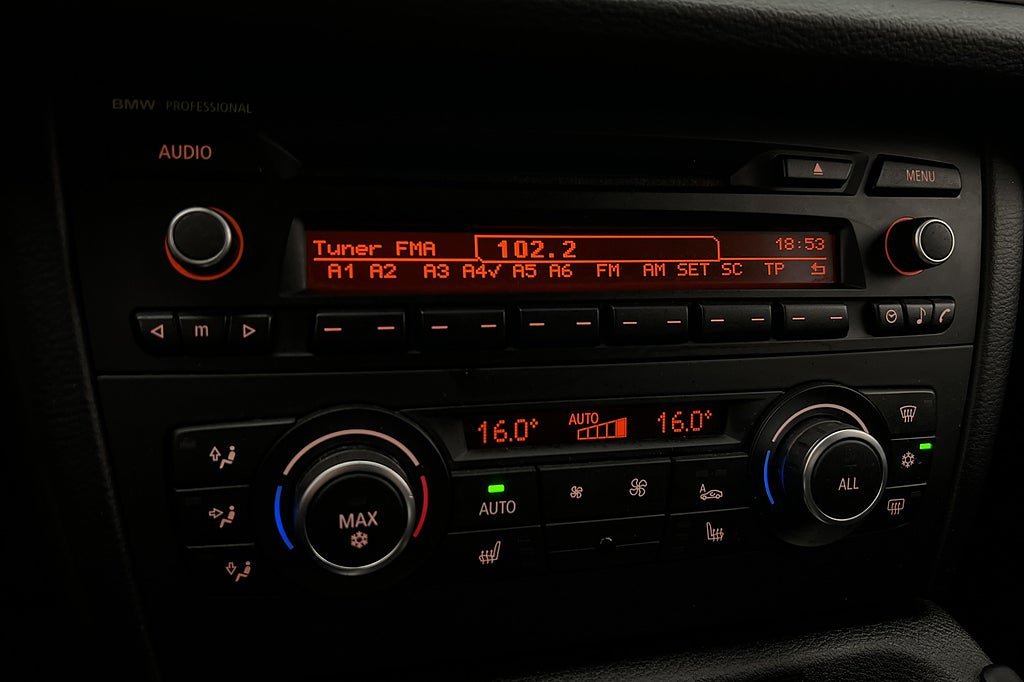 BMW PROFESSIONAL
AUDIO
MENU
Tuner FMA 102.2 18:53
A1 A2 A3 A4√ A5 A6 FM AM SET SC TP
m
16.0° AUTO 16.0°
MAX
AUTO
A
ALL